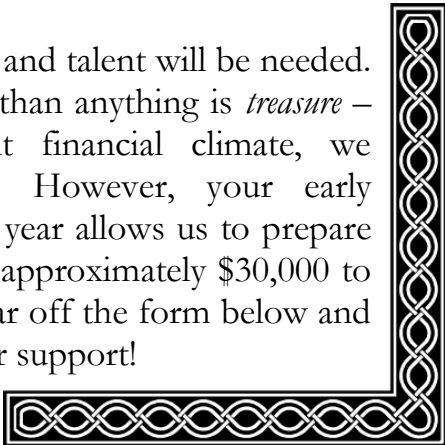 and talent will be needed.
than anything is treasure –
financial climate, we
However, your early
year allows us to prepare
approximately $30,000 to
off the form below and
support!